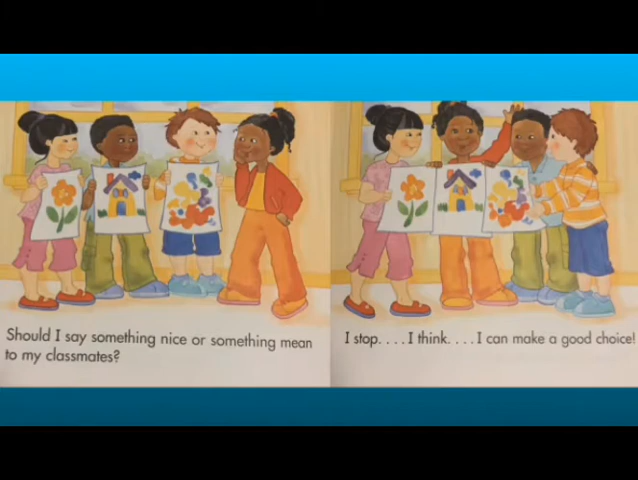 Should I say something nice or something mean
to my classmates?
I stop. . . . I think. . . . I can make a good choice!